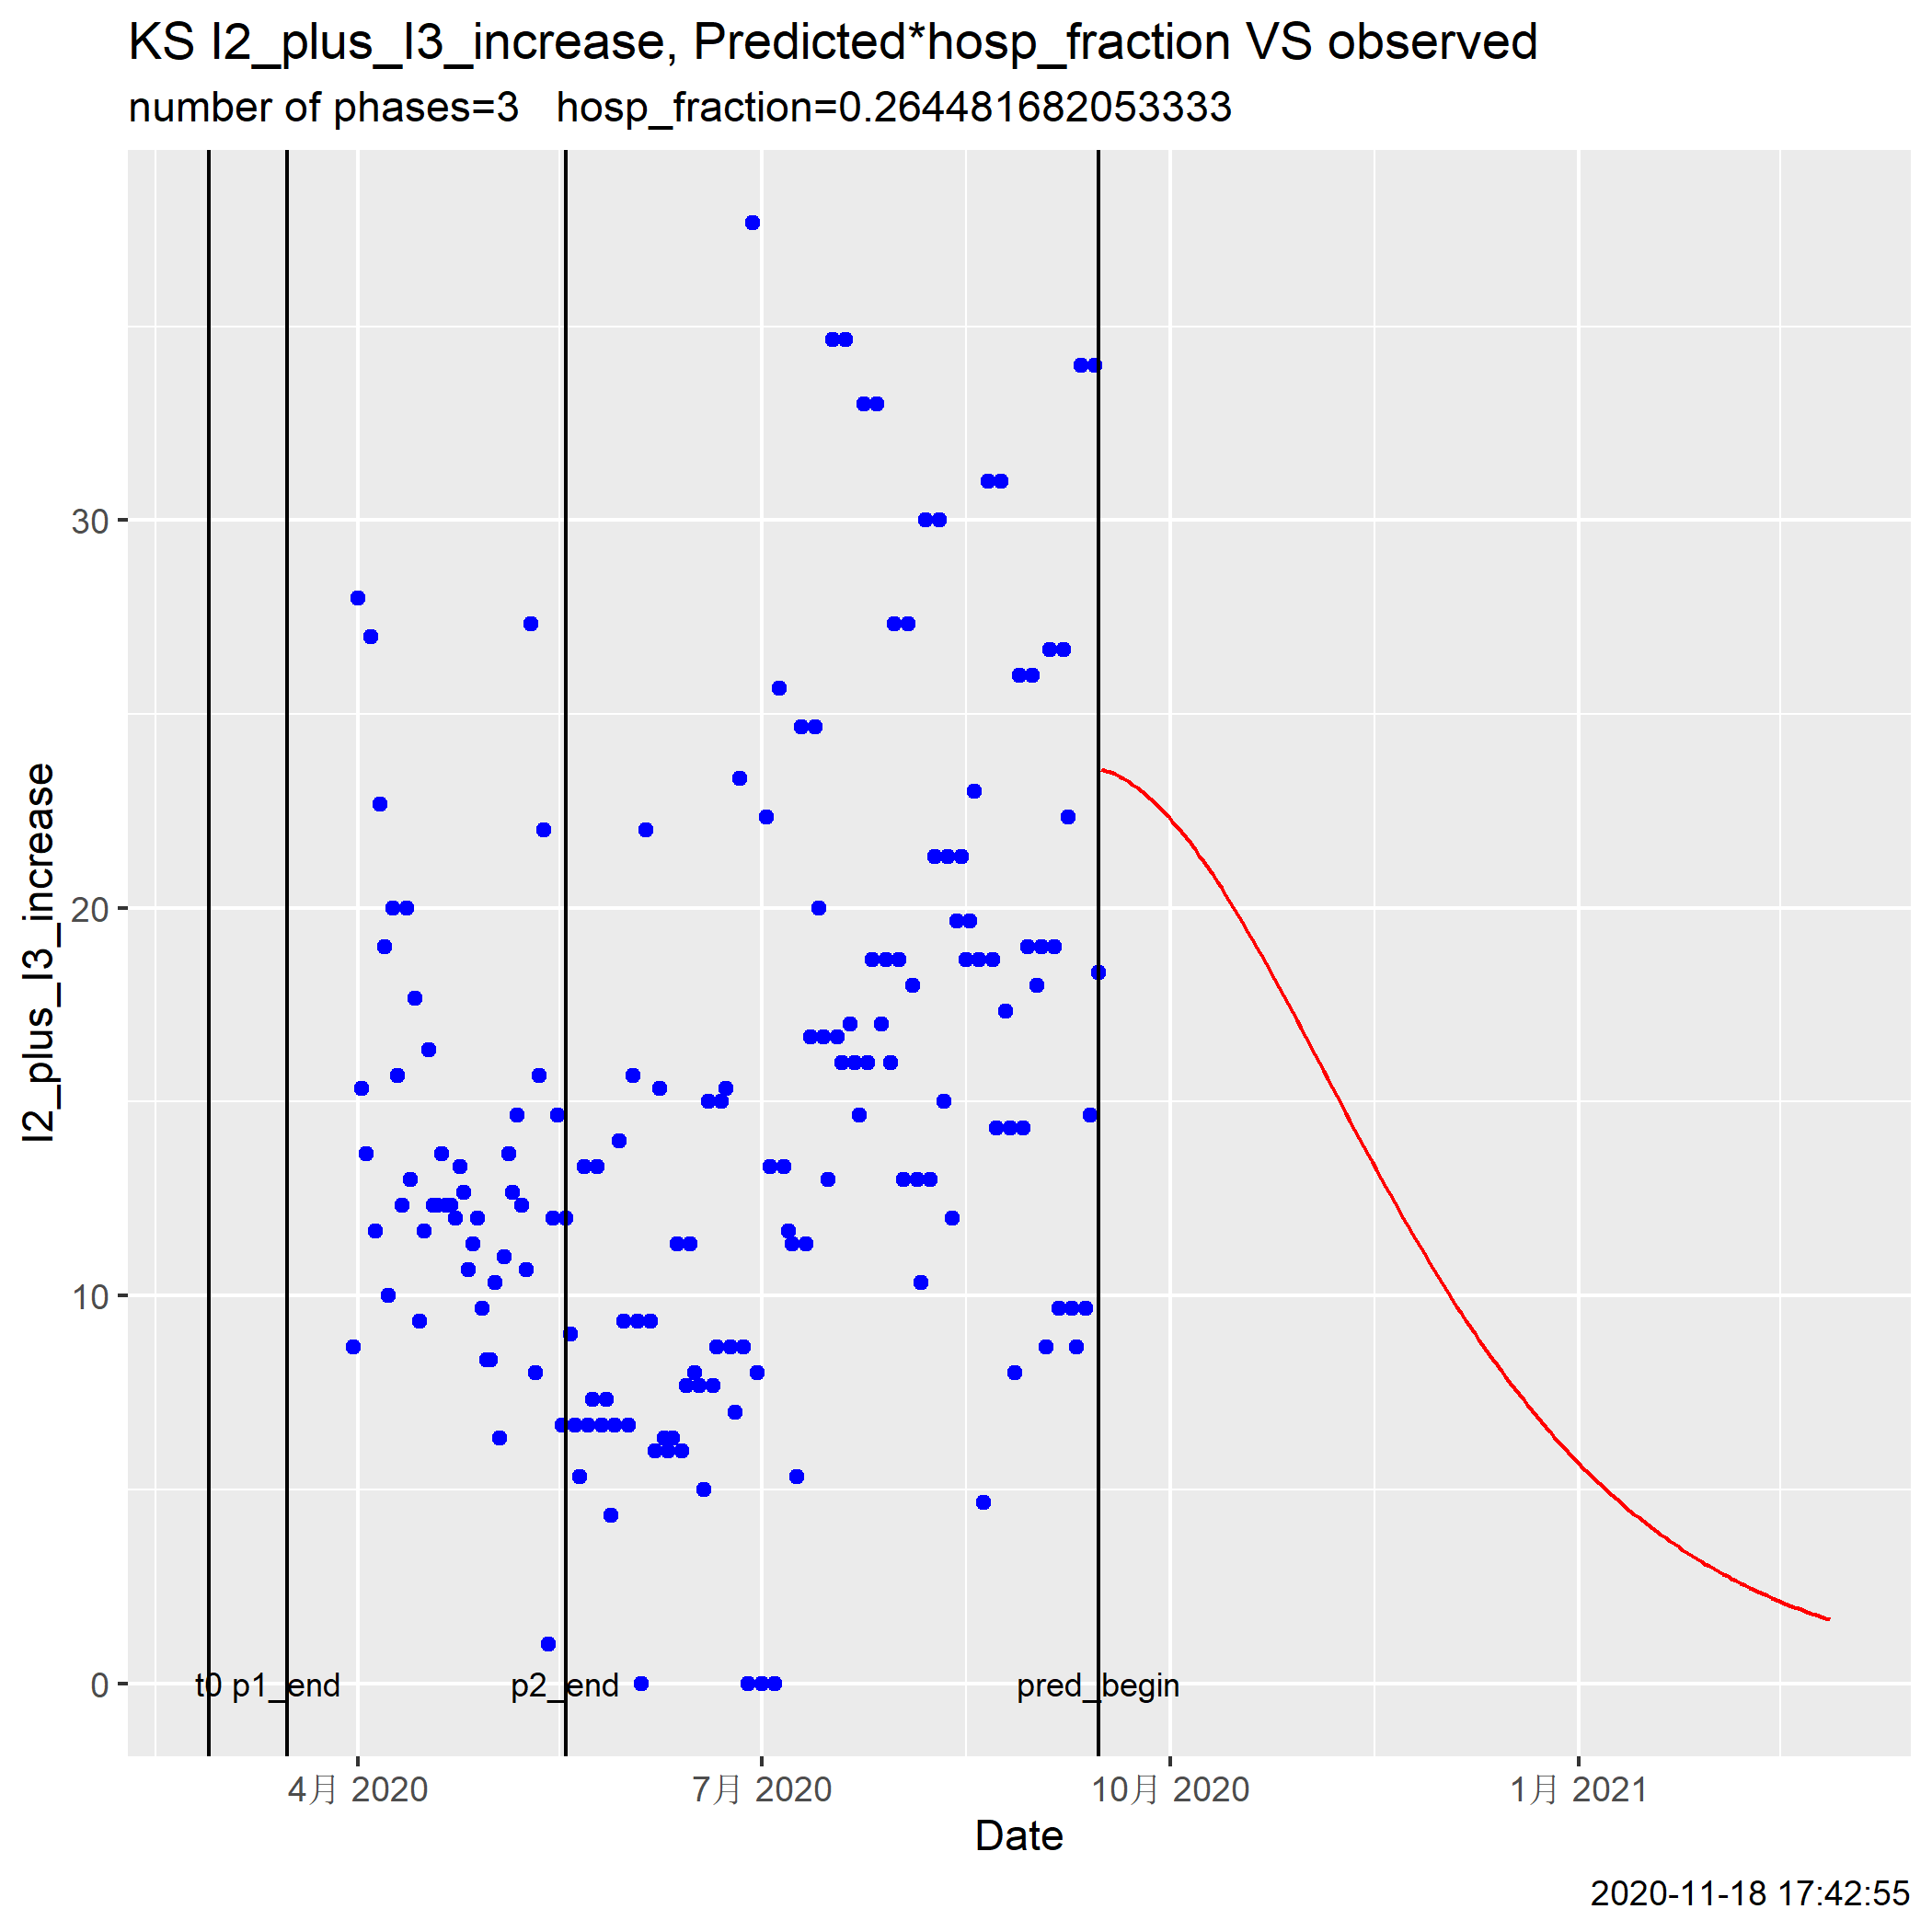 KS I2_plus_I3_increase, Predicted*hosp_fraction VS observed
number of phases=3 hosp_fraction=0.264481682053333
I2_plus_I3_increase
30
20
10
0
t0 p1_end p2_end pred_begin
4月 2020 7月 2020 10月 2020 1月 2021
Date
2020-11-18 17:42:55